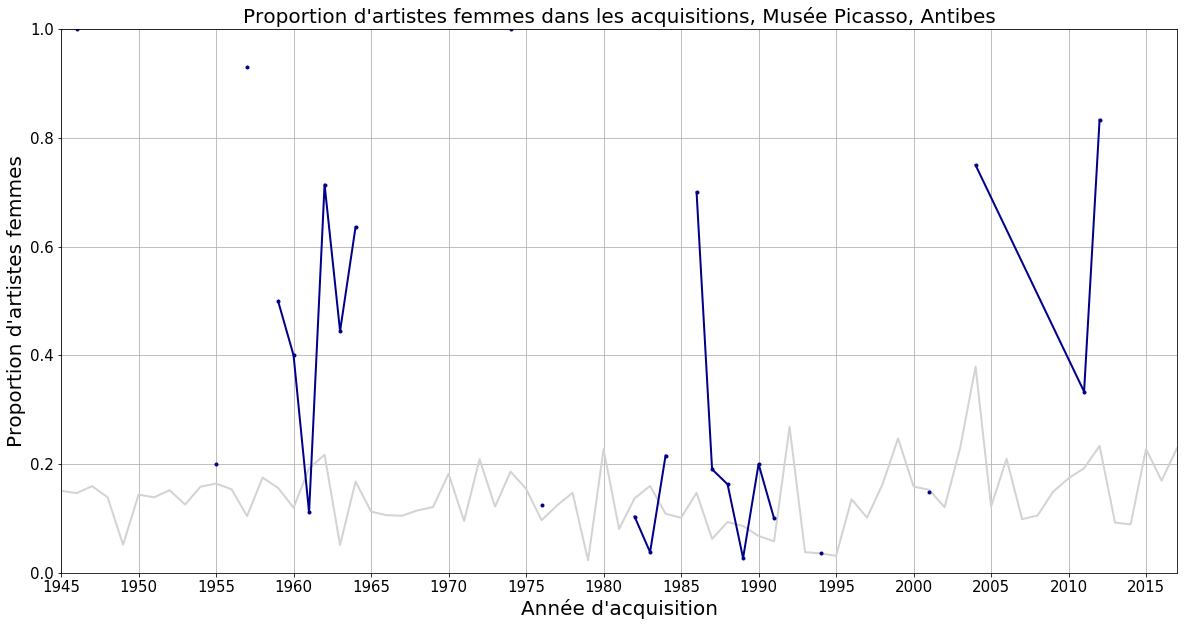 Proportion d'artistes femmes dans les acquisitions, Musée Picasso, Antibes
Proportion d'artistes femmes
1.0
0.8
0.6
0.4
0.2
0.0
1945 1950 1955 1960 1965 1970 1975 1980 1985 1990 1995 2000 2005 2010 2015
Année d'acquisition